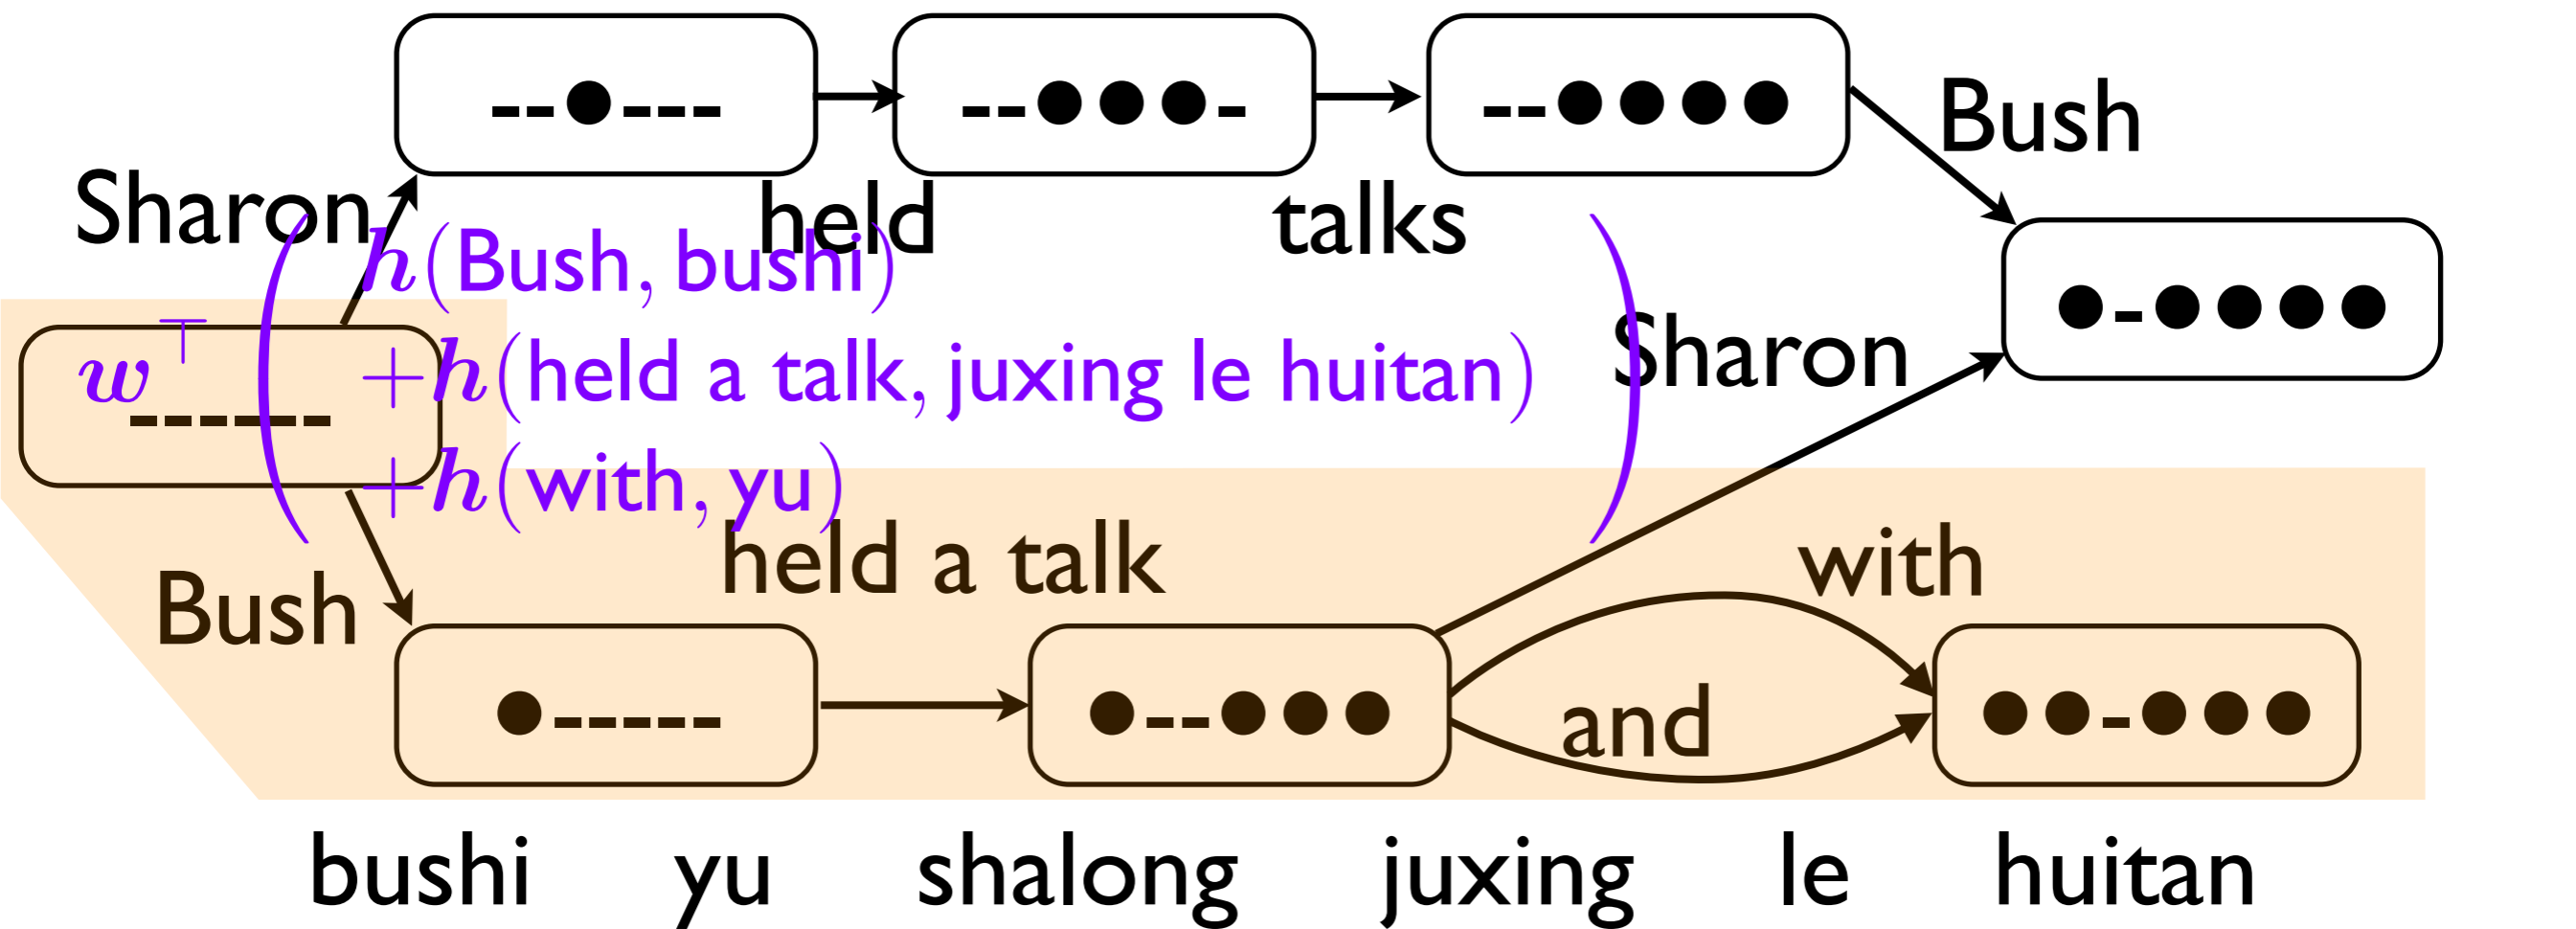 --●---
--●●●-
--●●●●
Bush
Sharon
held
talks
●-●●●●
Sharon
w⊤ ( h(Bush, bushi)
+h(held a talk, juxing le huitan)
+h(with, yu) )
------
held a talk
with
Bush
●-----
●--●●●
and
●●-●●●
bushi yu shalong juxing le huitan